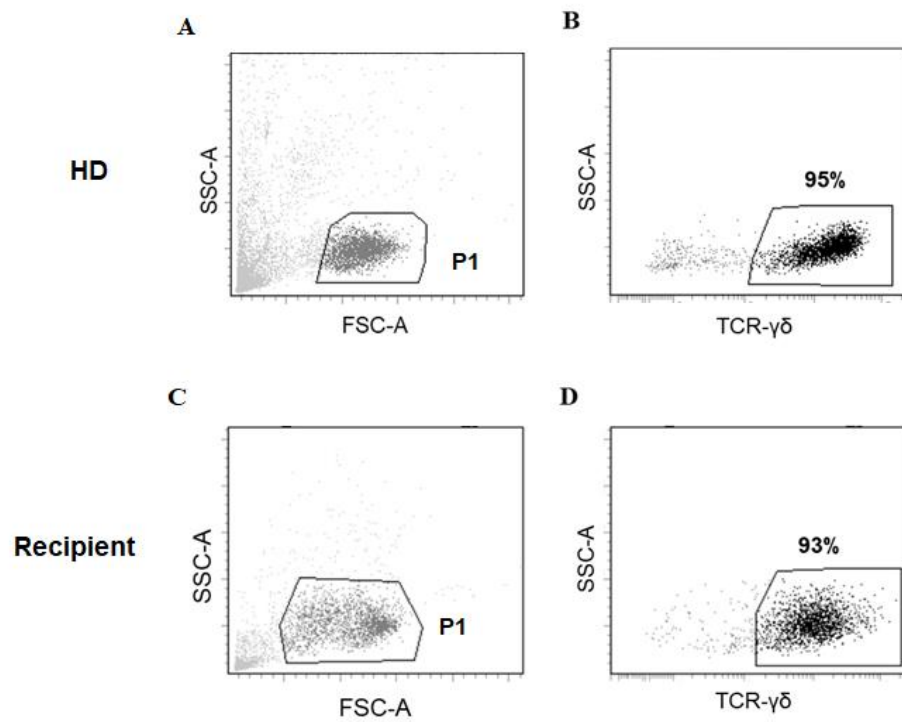 A
B
HD
SSC-A
P1
FSC-A
SSC-A
95%
TCR-γδ
C
D
Recipient
SSC-A
P1
FSC-A
SSC-A
93%
TCR-γδ